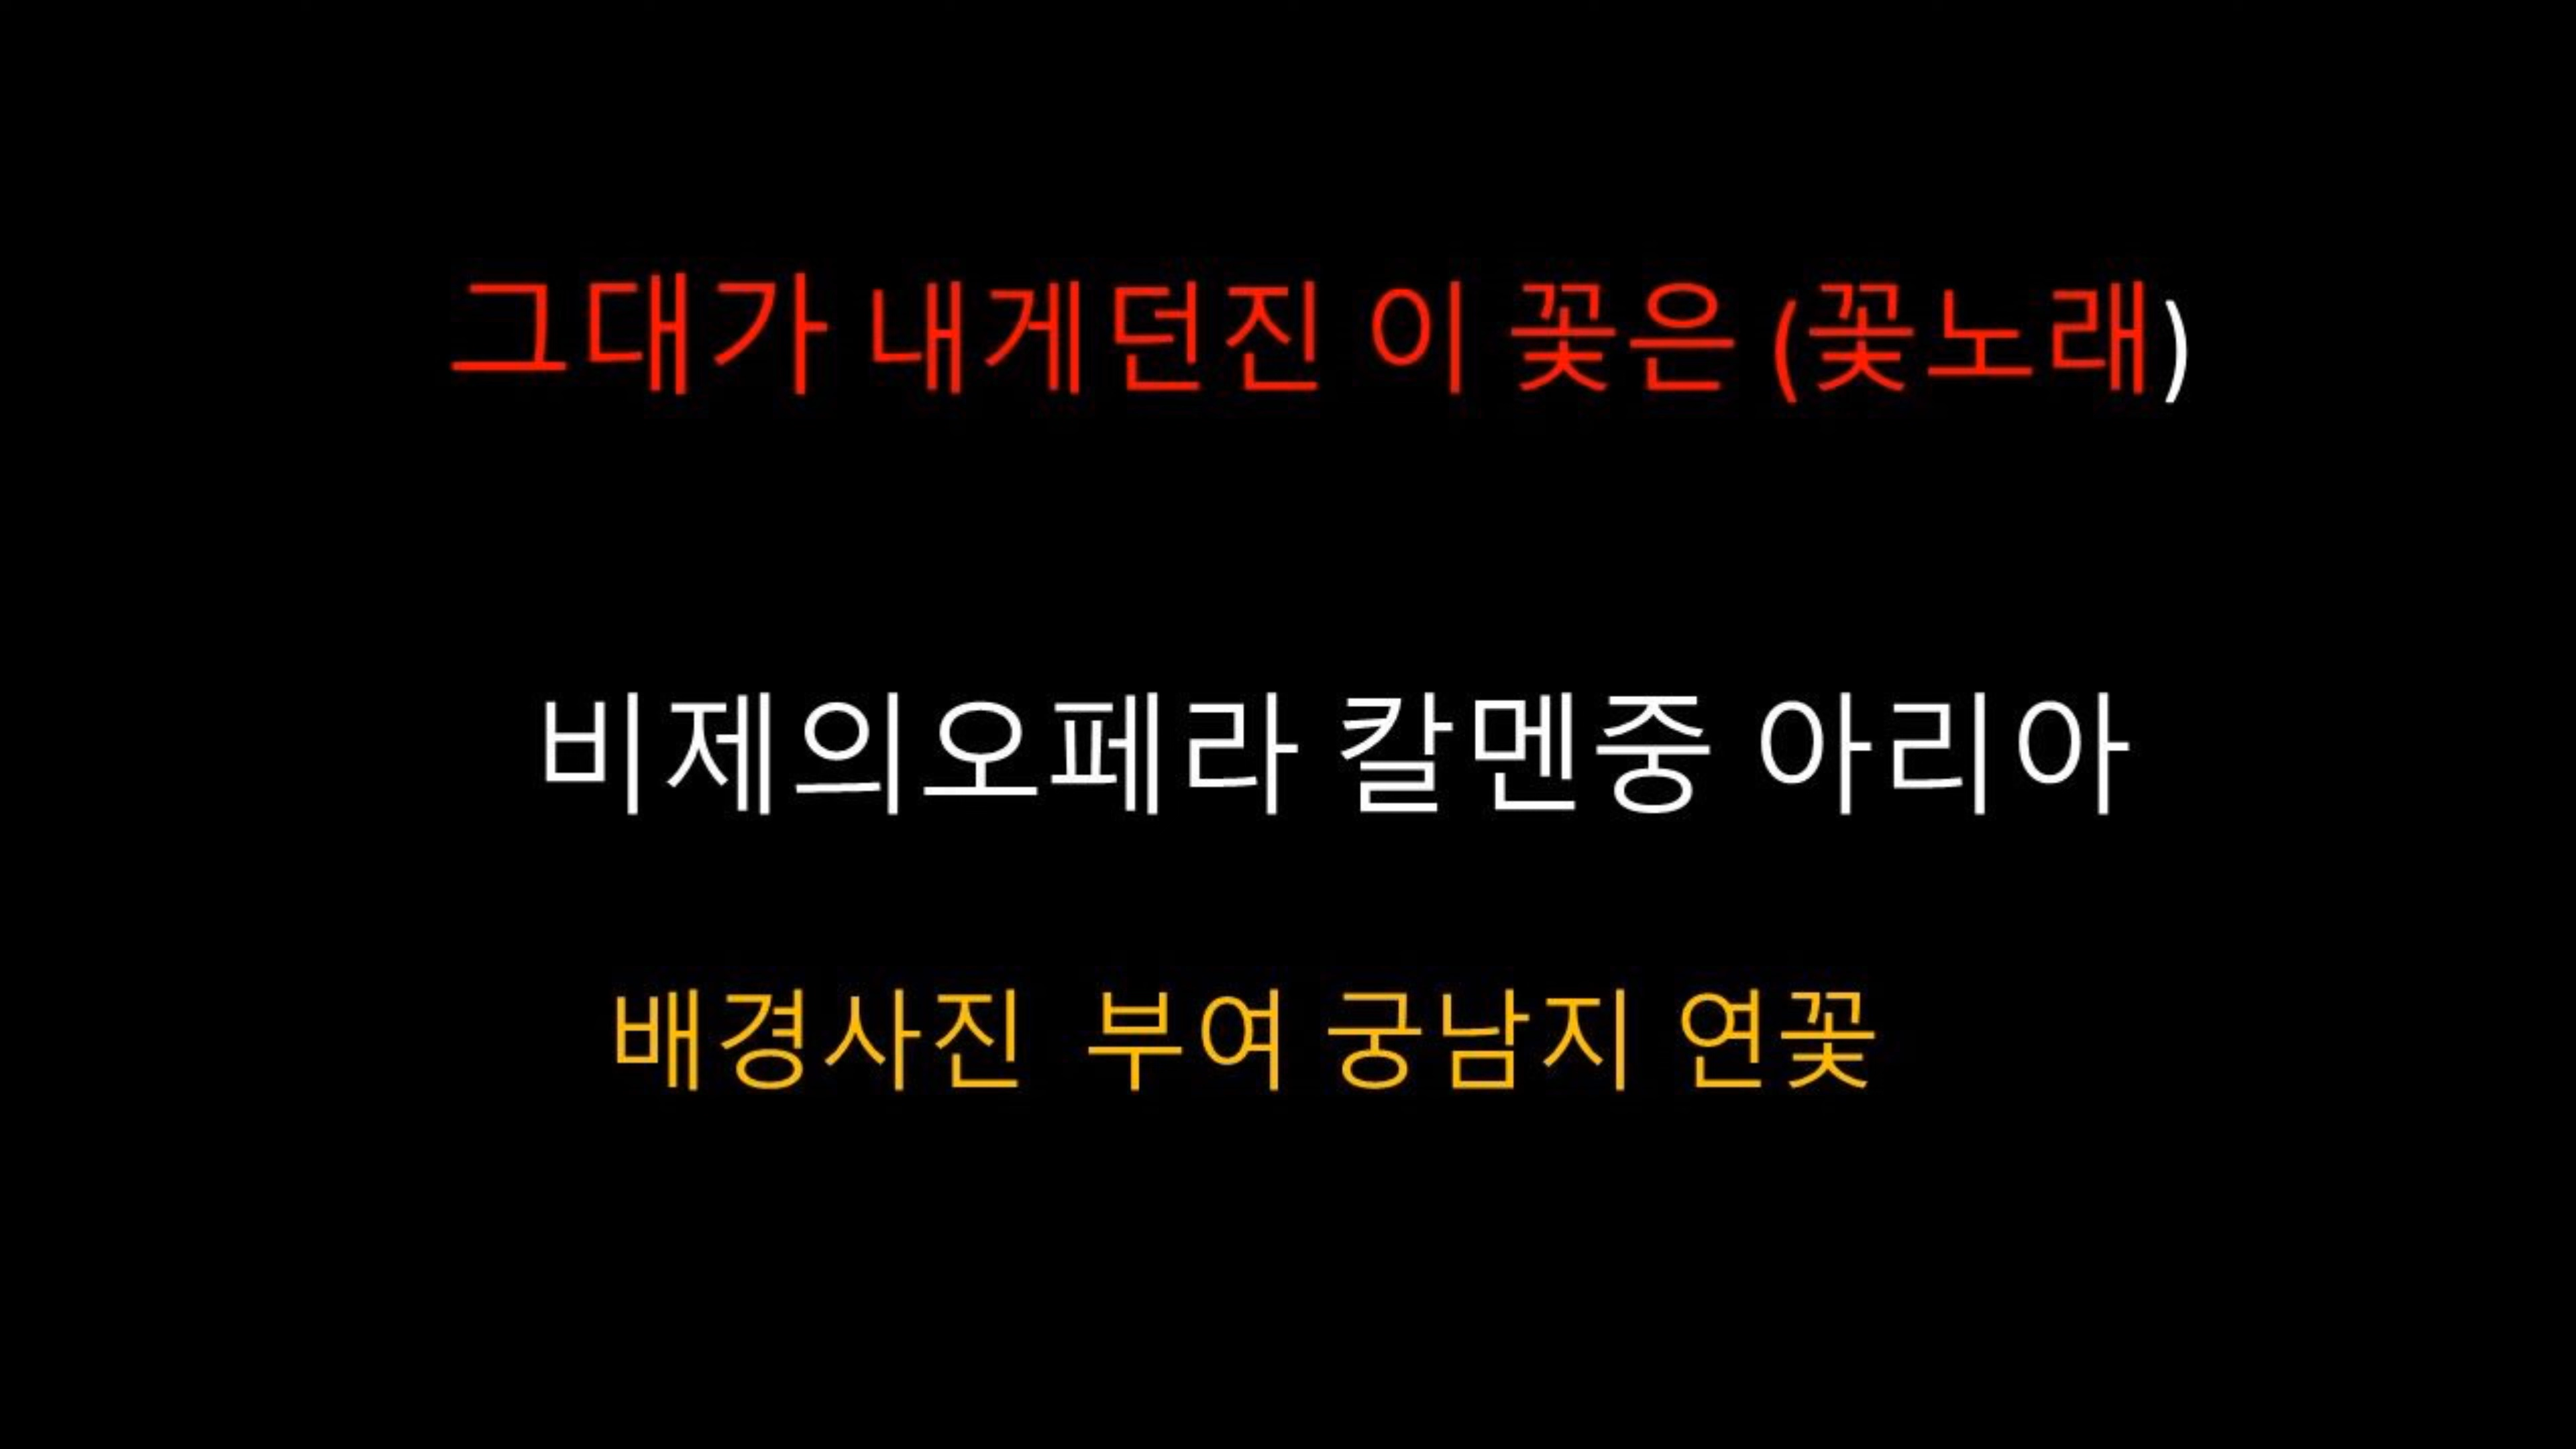 그대가 내게던진 이 꽃은 (꽃노래)
비제의오페라 칼멘중 아리아
배경사진 부여 궁남지 연꽃